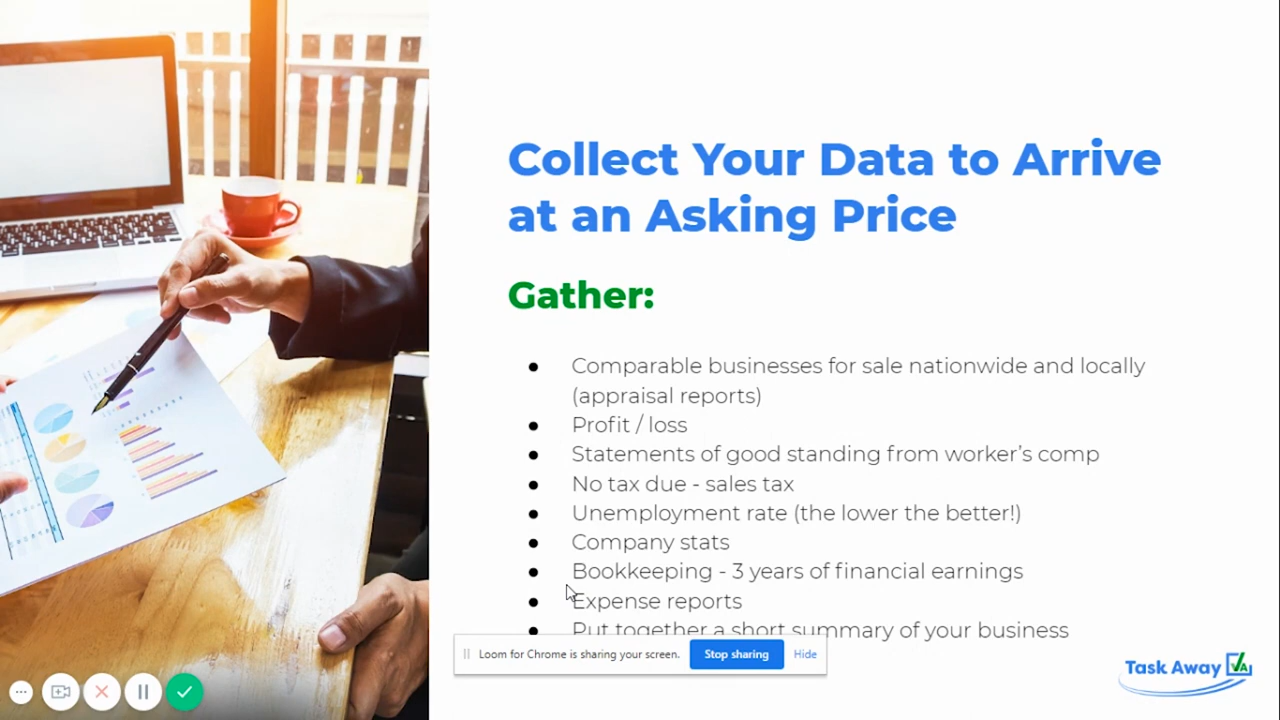 Collect Your Data to Arrive
at an Asking Price
Gather:
● Comparable businesses for sale nationwide and locally
(appraisal reports)
● Profit / loss
● Statements of good standing from worker’s comp
● No tax due - sales tax
● Unemployment rate (the lower the better!)
● Company stats
● Bookkeeping - 3 years of financial earnings
● Expense reports
● Put together a short summary of your business
Loom for Chrome is sharing your screen. Stop sharing Hide
Task Away VA